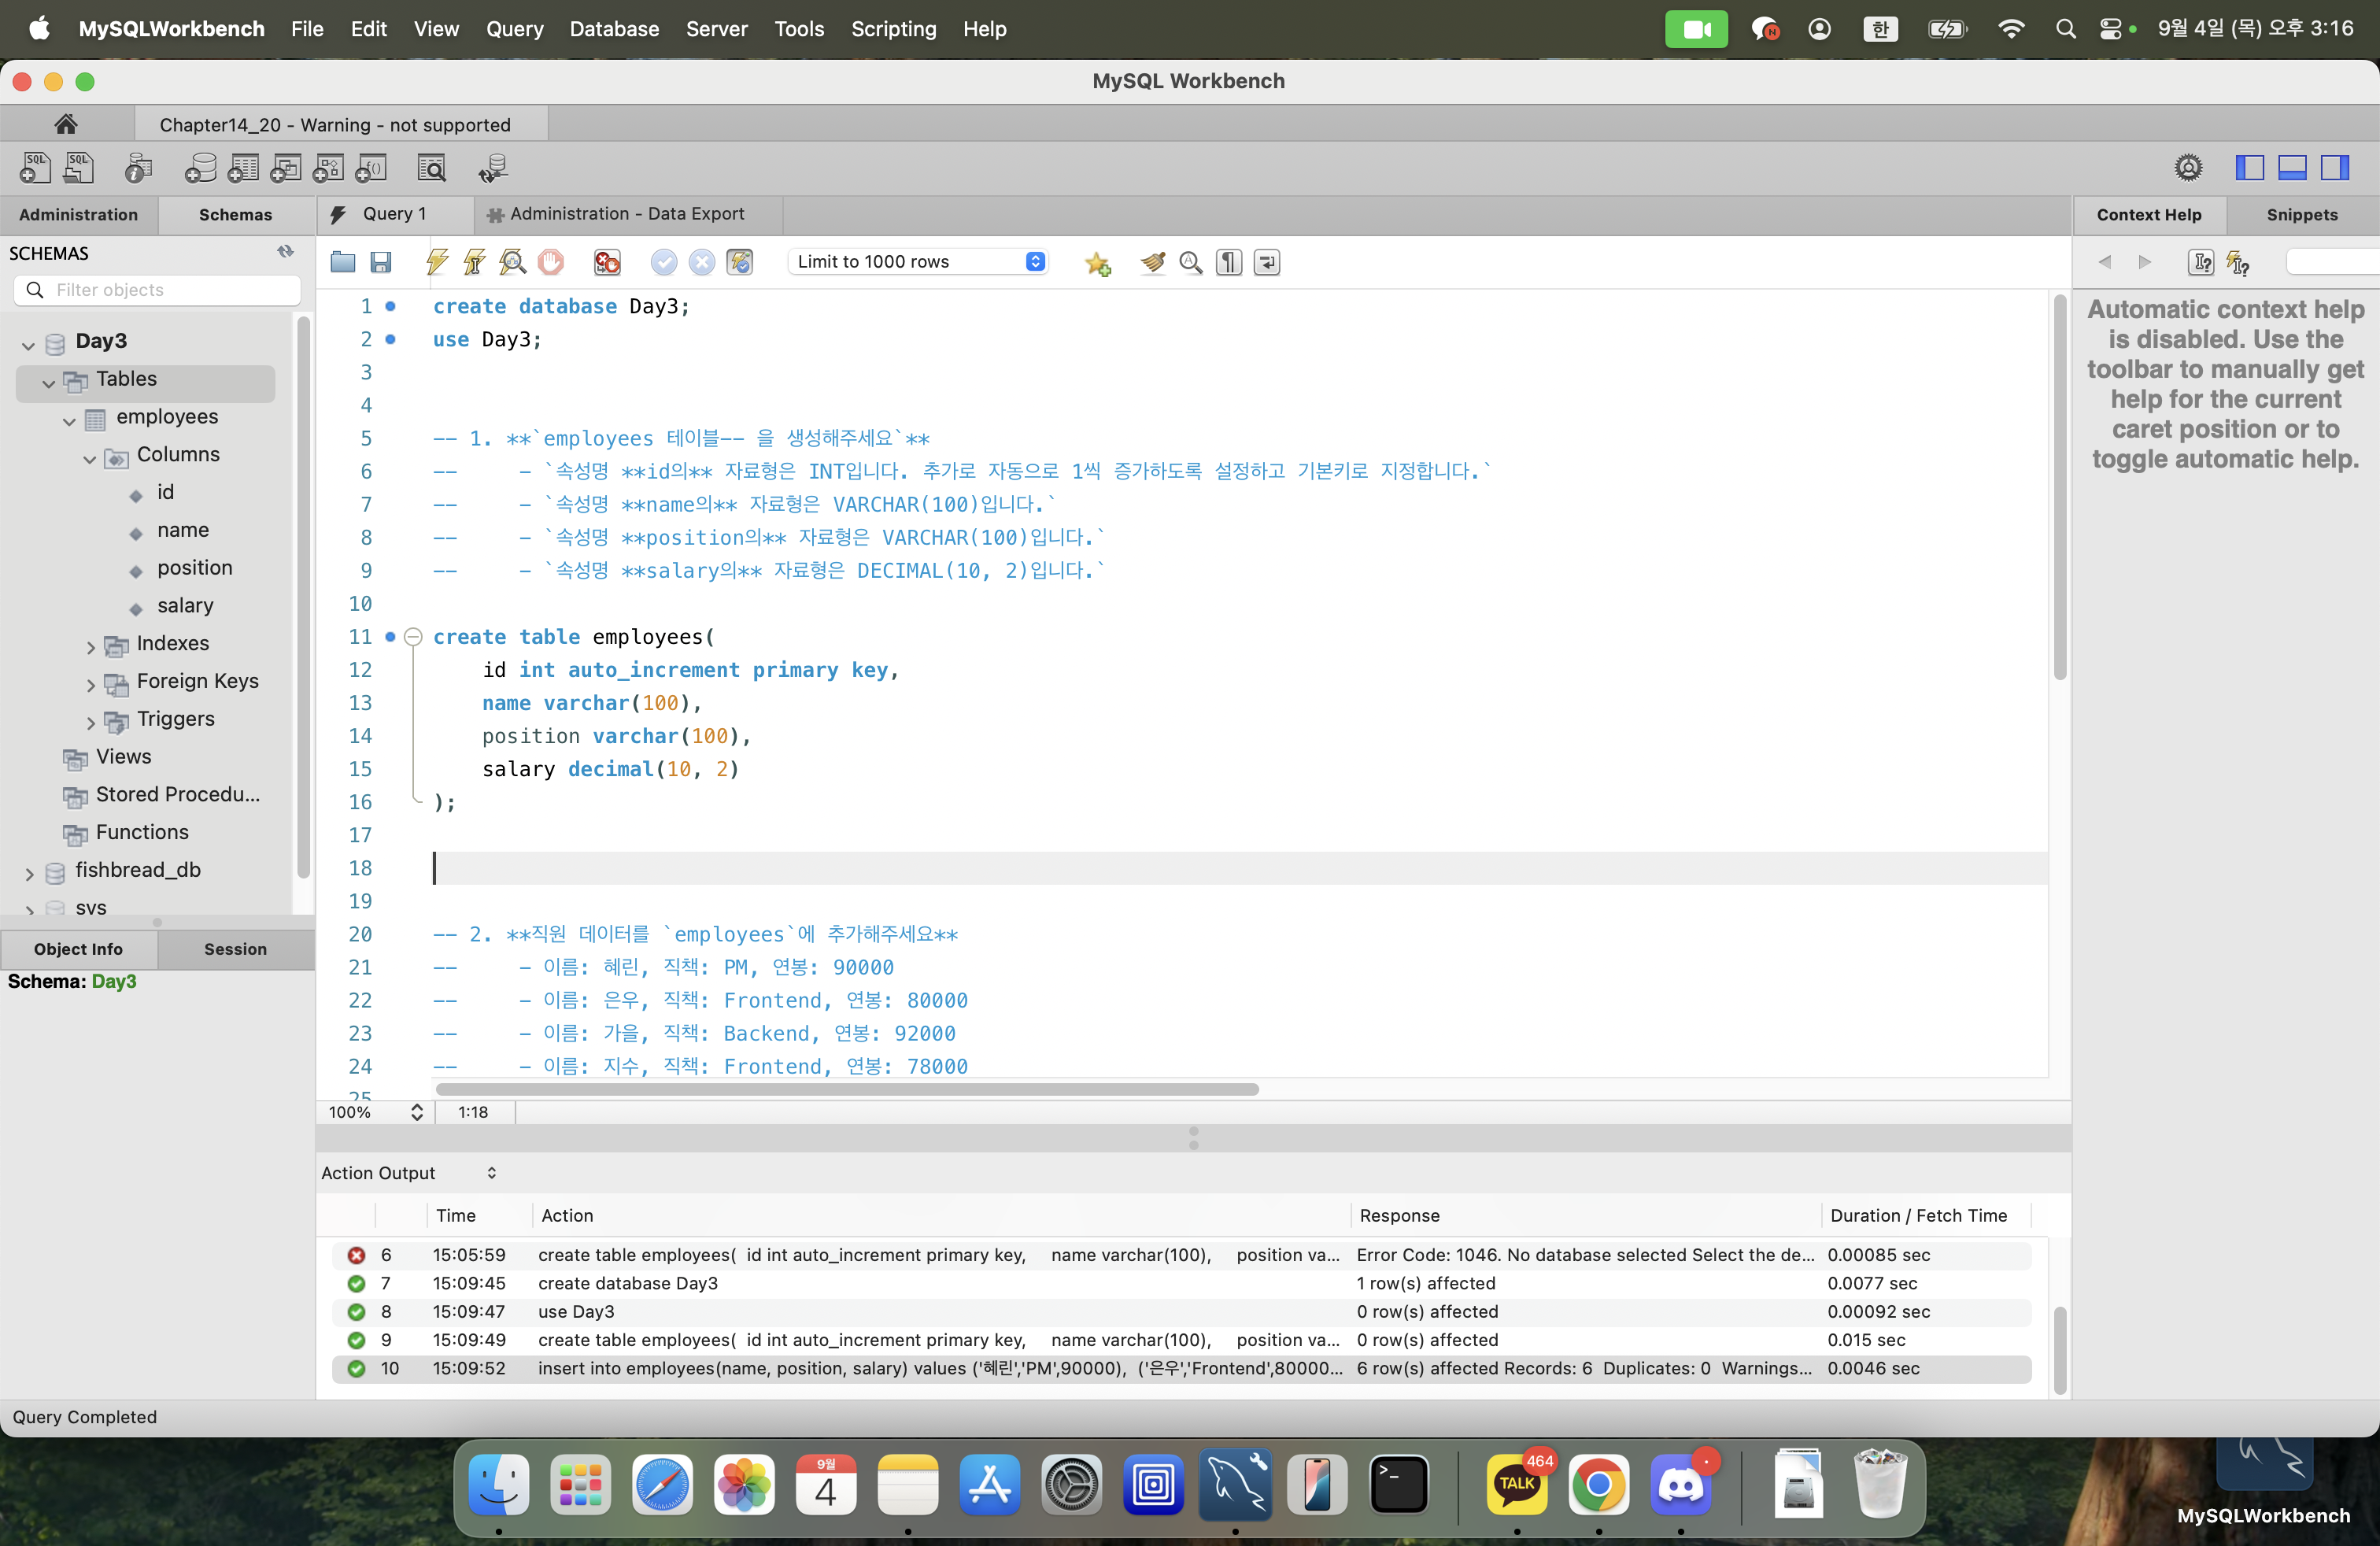 MySQLWorkbench File Edit View Query Database Server Tools Scripting Help 한 9월 4일 (목) 오후 3:16
MySQL Workbench
Chapter14_20 - Warning - not supported
Administration Schemas Query 1 Administration - Data Export Context Help Snippets
SCHEMAS
Limit to 1000 rows
Filter objects
Day3
Tables
employees
Columns
id
name
position
salary
Indexes
Foreign Keys
Triggers
Views
Stored Procedu...
Functions
fishbread_db
sys
Object Info Session
Schema: Day3
1 create database Day3;
2 use Day3;
3
4
5 -- 1. **`employees 테이블-- 을 생성해주세요`**
6 -- - `속성명 **id의** 자료형은 INT입니다. 추가로 자동으로 1씩 증가하도록 설정하고 기본키로 지정합니다.`
7 -- - `속성명 **name의** 자료형은 VARCHAR(100)입니다.`
8 -- - `속성명 **position의** 자료형은 VARCHAR(100)입니다.`
9 -- - `속성명 **salary의** 자료형은 DECIMAL(10, 2)입니다.`
10
11 create table employees(
12 id int auto_increment primary key,
13 name varchar(100),
14 position varchar(100),
15 salary decimal(10, 2)
16 );
17
18
19
20 -- 2. **직원 데이터를 `employees`에 추가해주세요**
21 -- - 이름: 혜린, 직책: PM, 연봉: 90000
22 -- - 이름: 은우, 직책: Frontend, 연봉: 80000
23 -- - 이름: 가을, 직책: Backend, 연봉: 92000
24 -- - 이름: 지수, 직책: Frontend, 연봉: 78000
25
100% 1:18
Automatic context help
is disabled. Use the
toolbar to manually get
help for the current
caret position or to
toggle automatic help.
Action Output
Time Action Response Duration / Fetch Time
6 15:05:59 create table employees( id int auto_increment primary key, name varchar(100), position va... Error Code: 1046. No database selected Select the de... 0.00085 sec
7 15:09:45 create database Day3 1 row(s) affected 0.0077 sec
8 15:09:47 use Day3 0 row(s) affected 0.00092 sec
9 15:09:49 create table employees( id int auto_increment primary key, name varchar(100), position va... 0 row(s) affected 0.015 sec
10 15:09:52 insert into employees(name, position, salary) values ('혜린','PM',90000), ('은우','Frontend',80000... 6 row(s) affected Records: 6 Duplicates: 0 Warnings... 0.0046 sec
Query Completed
9월
4
TALK
464
MySQLWorkbench